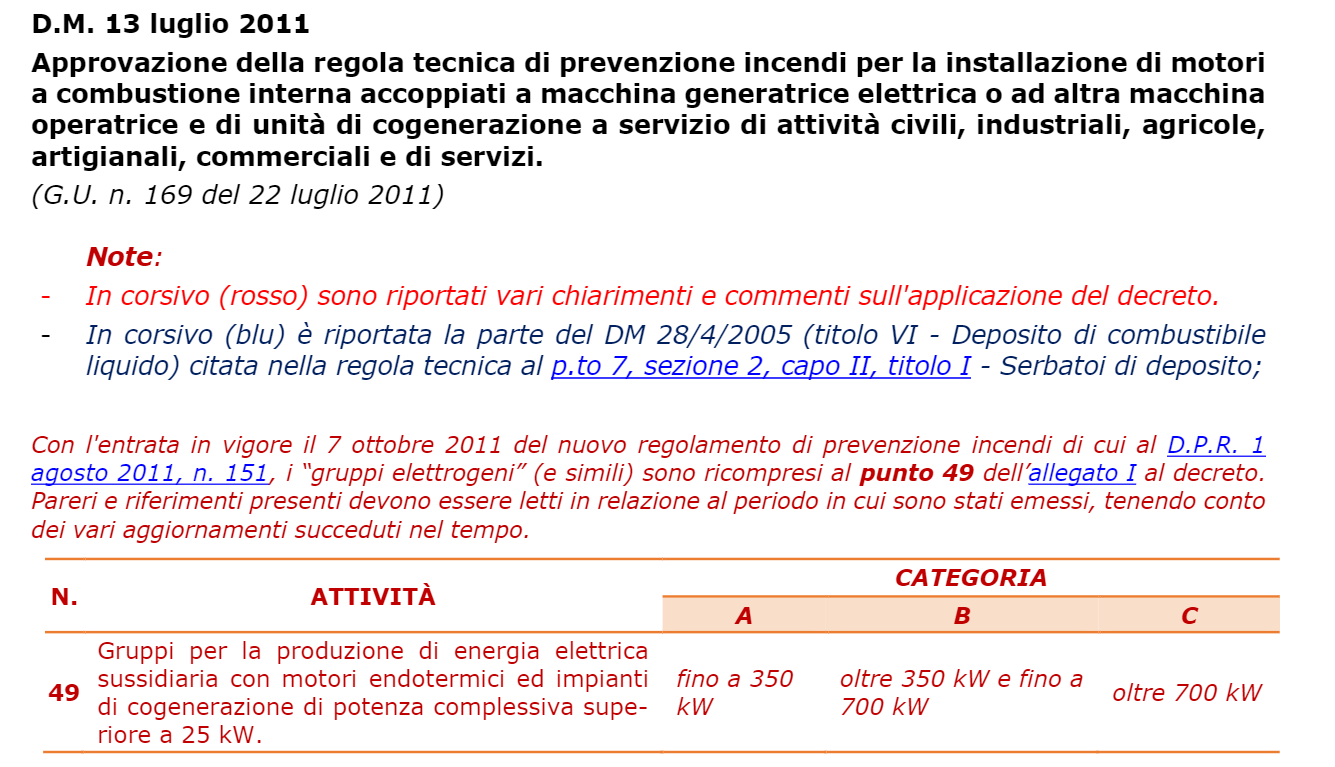 D.M. 13 luglio 2011
Approvazione della regola tecnica di prevenzione incendi per la installazione di motori
a combustione interna accoppiati a macchina generatrice elettrica o ad altra macchina
operatrice e di unità di cogenerazione a servizio di attività civili, industriali, agricole,
artigianali, commerciali e di servizi.
(G.U. n. 169 del 22 luglio 2011)
Note:
- In corsivo (rosso) sono riportati vari chiarimenti e commenti sull'applicazione del decreto.
- In corsivo (blu) è riportata la parte del DM 28/4/2005 (titolo VI - Deposito di combustibile
liquido) citata nella regola tecnica al p.to 7, sezione 2, capo II, titolo I - Serbatoi di deposito;
Con l'entrata in vigore il 7 ottobre 2011 del nuovo regolamento di prevenzione incendi di cui al D.P.R. 1
agosto 2011, n. 151, i “gruppi elettrogeni” (e simili) sono ricompresi al punto 49 dell’allegato I al decreto.
Pareri e riferimenti presenti devono essere letti in relazione al periodo in cui sono stati emessi, tenendo conto
dei vari aggiornamenti succeduti nel tempo.
N. ATTIVITÀ CATEGORIA
A B C
49
Gruppi per la produzione di energia elettrica
sussidiaria con motori endotermici ed impianti
di cogenerazione di potenza complessiva supe-
riore a 25 kW.
fino a 350
kW
oltre 350 kW e fino a
700 kW
oltre 700 kW